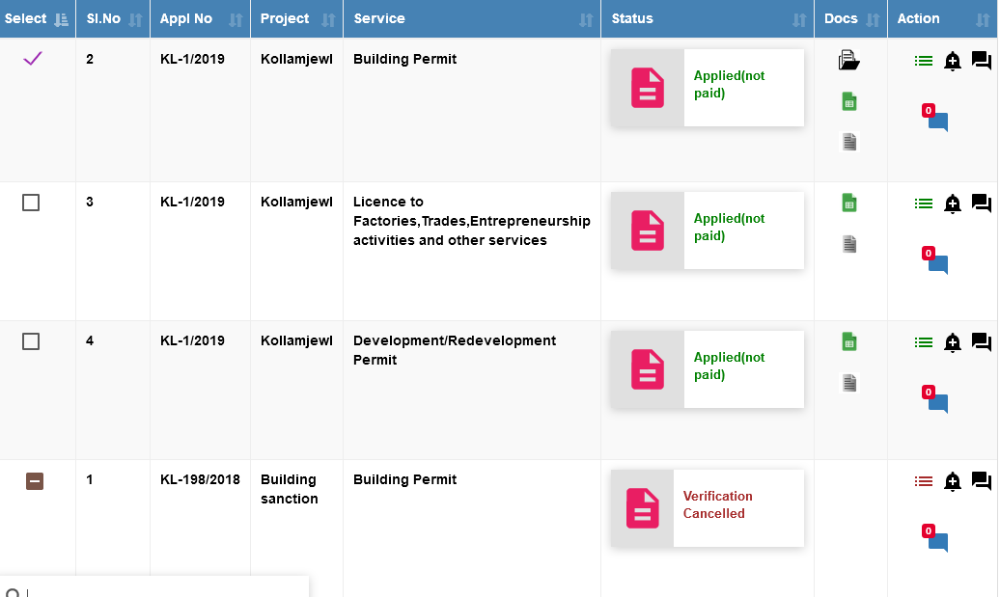 Select Sl.No Appl No Project Service Status Docs Action
2 KL-1/2019 Kollamjewl Building Permit
Applied(not
paid)
0
3 KL-1/2019 Kollamjewl Licence to
Factories,Trades,Entrepreneurship
activities and other services
Applied(not
paid)
0
4 KL-1/2019 Kollamjewl Development/Redevelopment
Permit
Applied(not
paid)
0
1 KL-198/2018 Building
sanction
Building Permit
Verification
Cancelled
0